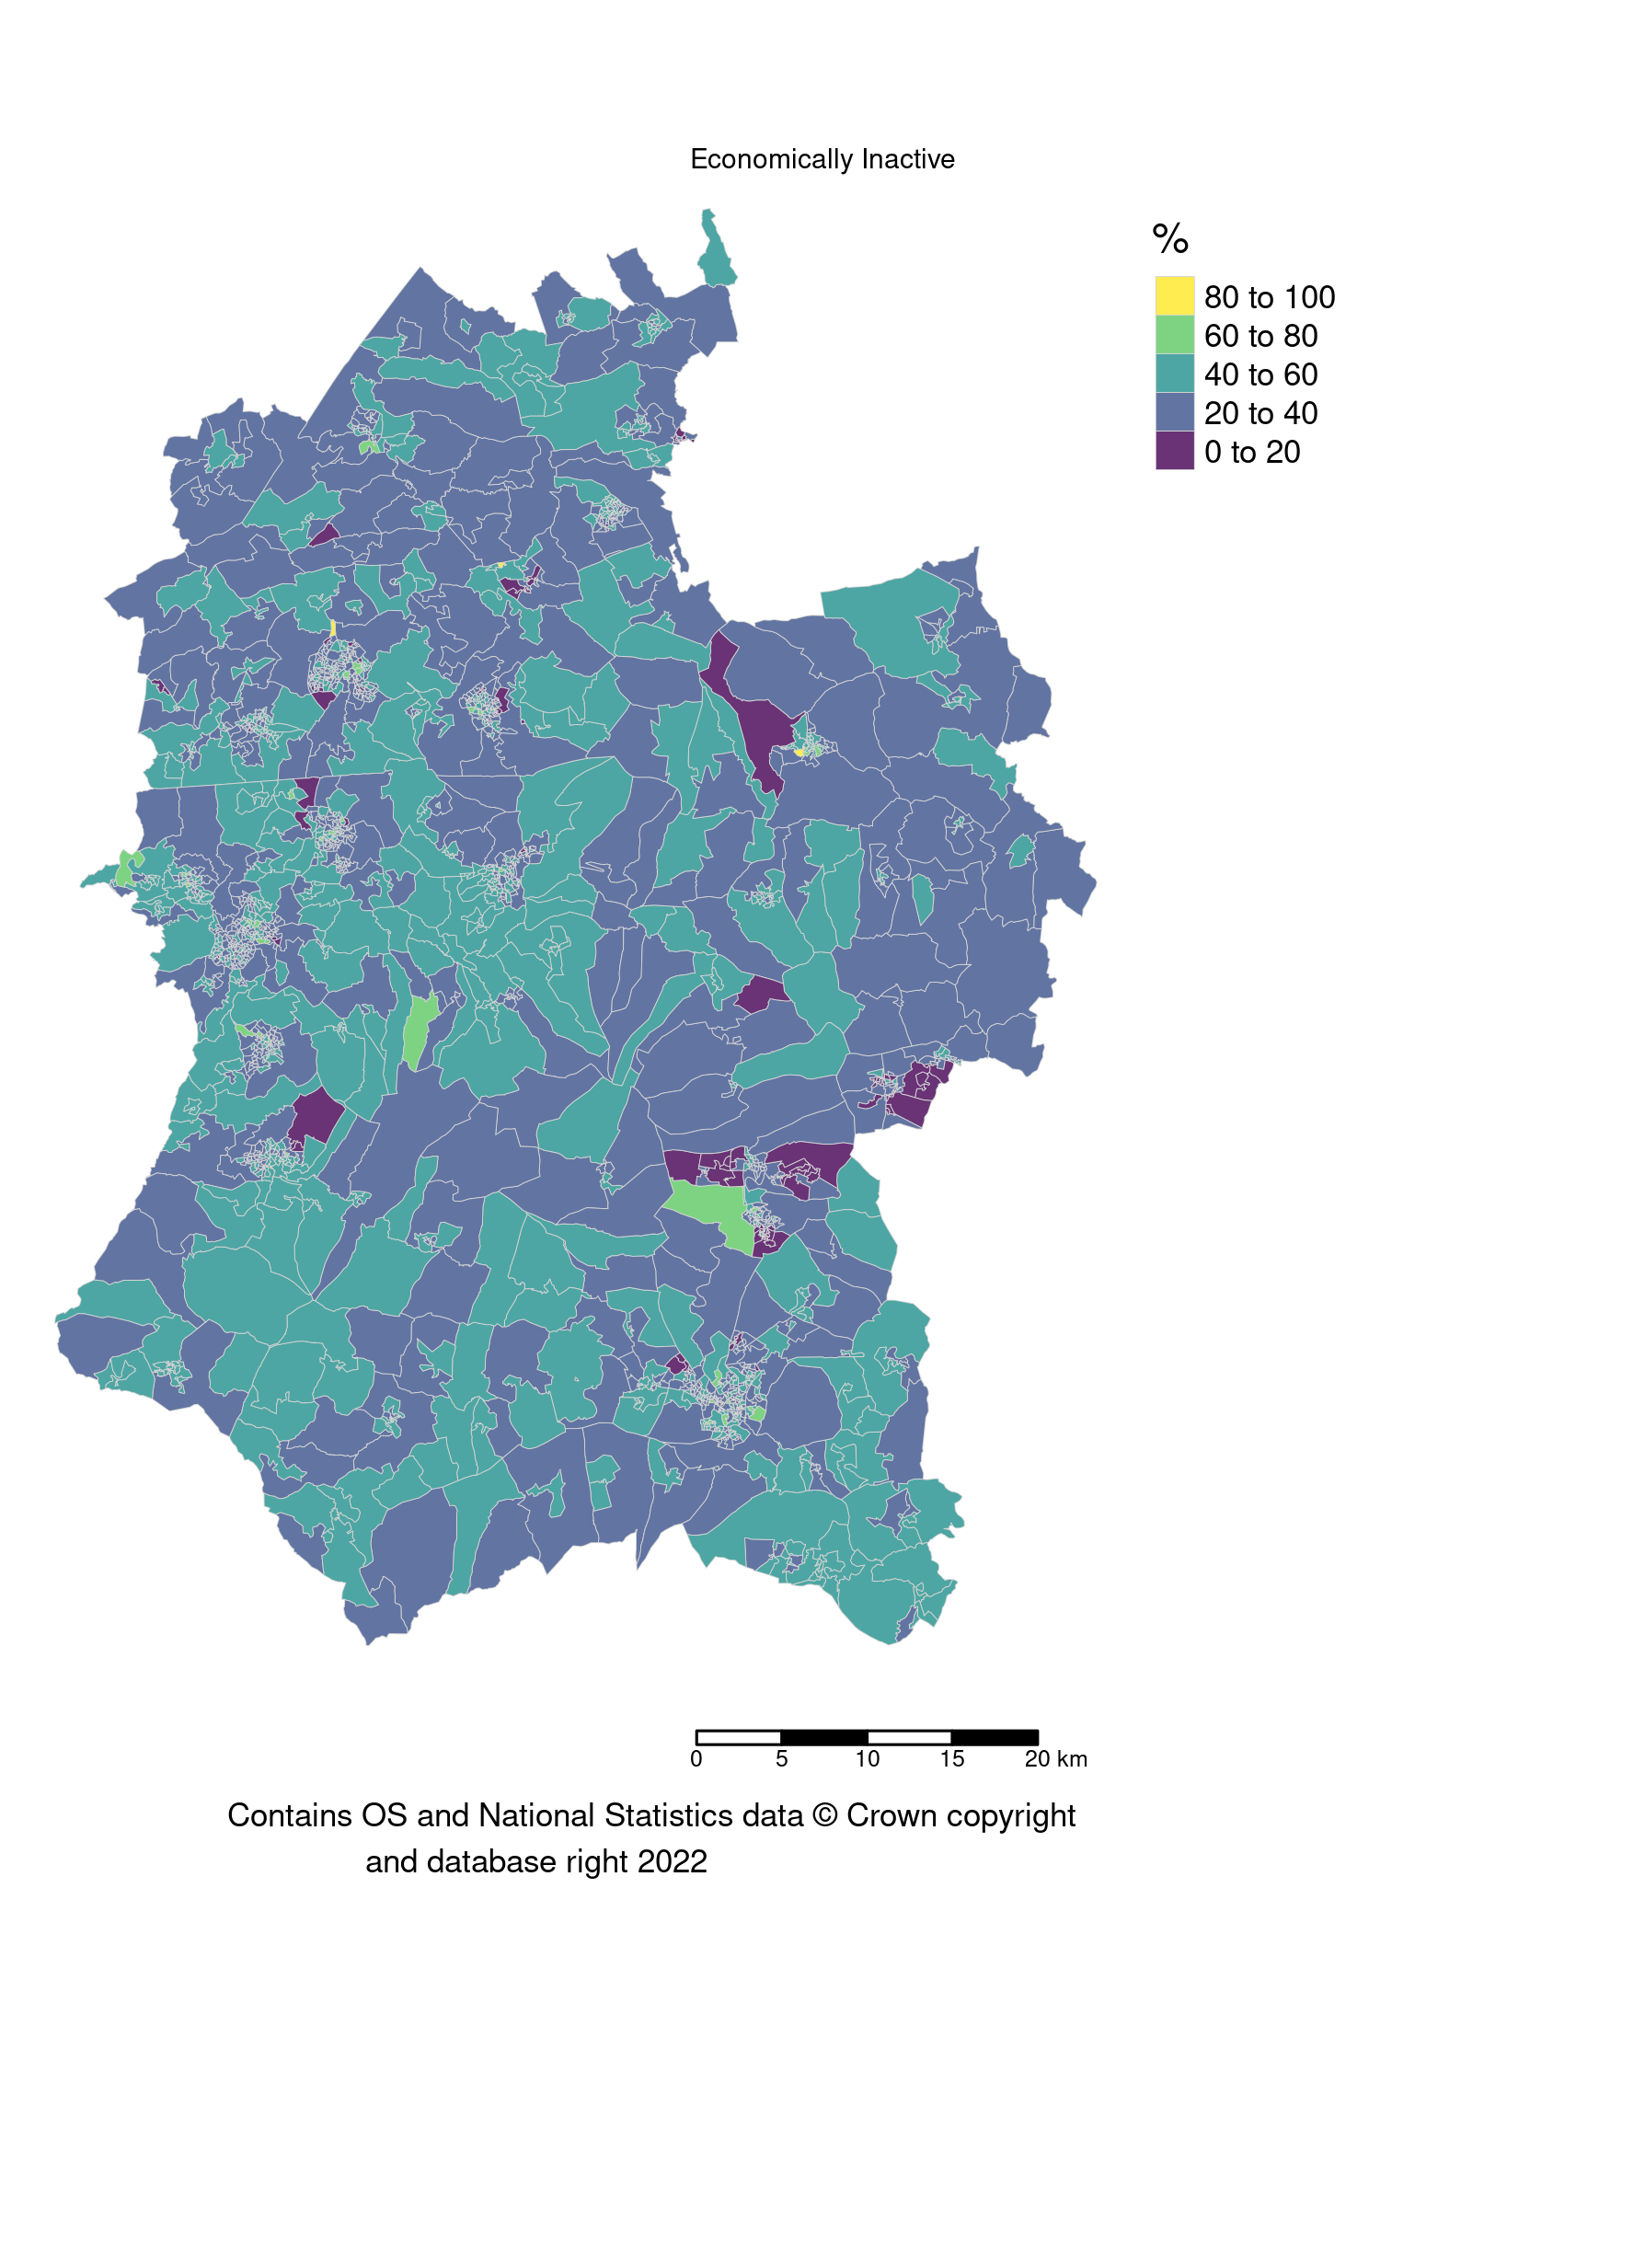 Economically Inactive
%
80 to 100
60 to 80
40 to 60
20 to 40
0 to 20
0 5 10 15 20 km
Contains OS and National Statistics data © Crown copyright
and database right 2022